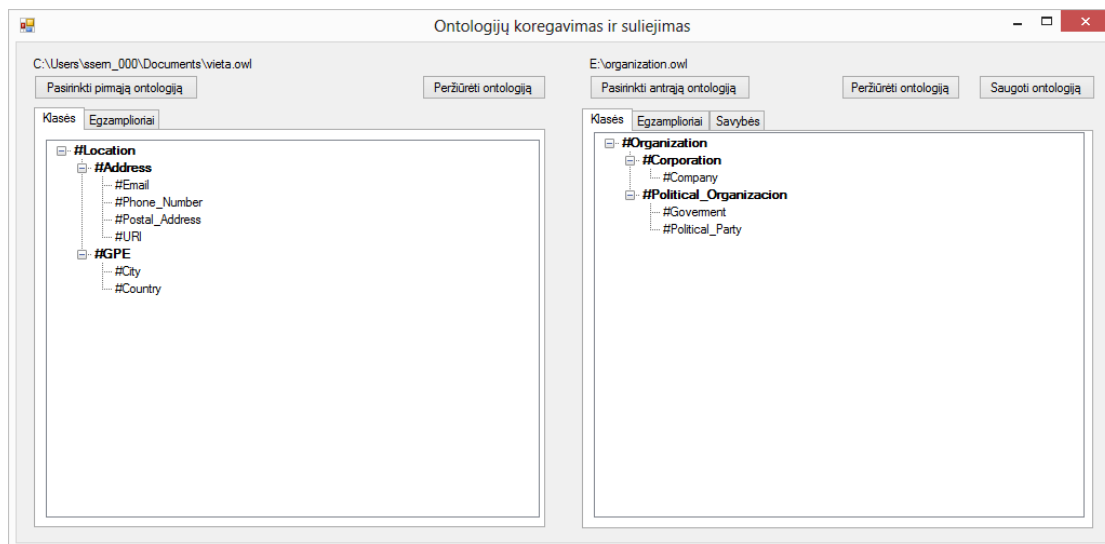 Ontologijų koregavimas ir suliejimas
C:\Users\ssem_000\Documents\vieta.owl
Pasirinkti pirmąją ontologiją
Peržiūrėti ontologiją
Klasės
Egzamplioriai
#Location
#Address
#Email
#Phone_Number
#Postal_Address
#URI
#GPE
#City
#Country
E:\organization.owl
Pasirinkti antrąją ontologiją
Peržiūrėti ontologiją
Saugoti ontologiją
Klasės
Egzamplioriai
Savybės
#Organization
#Corporation
#Company
#Political_Organizacion
#Goverment
#Political_Party